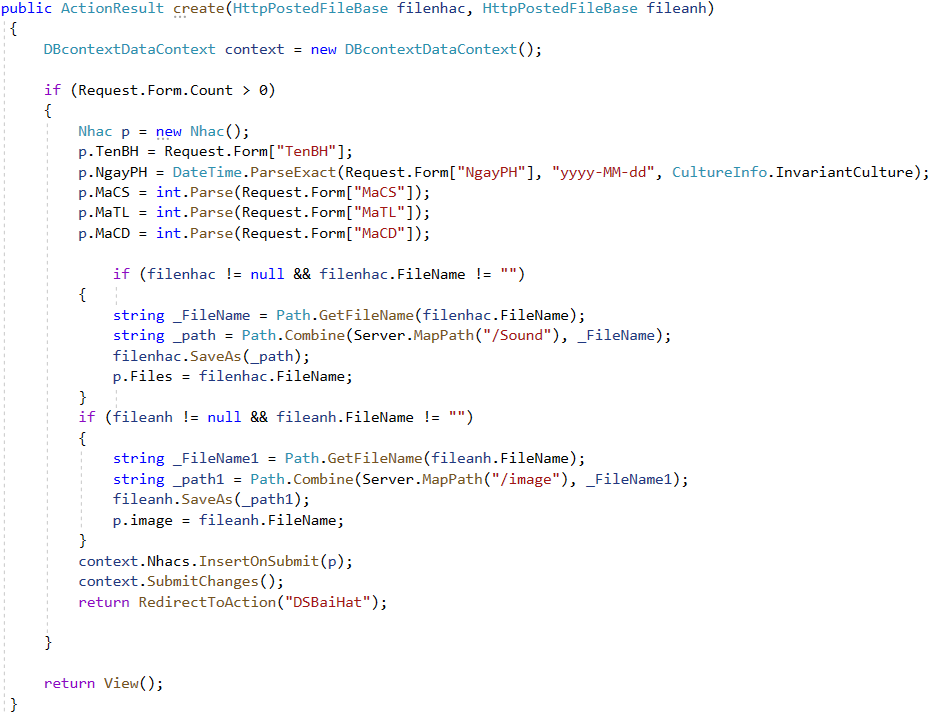 public ActionResult create(HttpPostedFileBase filenhac, HttpPostedFileBase fileanh)
{
DBcontextDataContext context = new DBcontextDataContext();
if (Request.Form.Count > 0)
{
Nhac p = new Nhac();
p.TenBH = Request.Form["TenBH"];
p.NgayPH = DateTime.ParseExact(Request.Form["NgayPH"], "yyyy-MM-dd", CultureInfo.InvariantCulture);
p.MaCS = int.Parse(Request.Form["MaCS"]);
p.MaTL = int.Parse(Request.Form["MaTL"]);
p.MaCD = int.Parse(Request.Form["MaCD"]);
if (filenhac != null && filenhac.FileName != "")
{
string _FileName = Path.GetFileName(filenhac.FileName);
string _path = Path.Combine(Server.MapPath("/Sound"), _FileName);
filenhac.SaveAs(_path);
p.Files = filenhac.FileName;
}
if (fileanh != null && fileanh.FileName != "")
{
string _FileName1 = Path.GetFileName(fileanh.FileName);
string _path1 = Path.Combine(Server.MapPath("/image"), _FileName1);
fileanh.SaveAs(_path1);
p.image = fileanh.FileName;
}
context.Nhacs.InsertOnSubmit(p);
context.SubmitChanges();
return RedirectToAction("DSBaiHat");
}
return View();
}